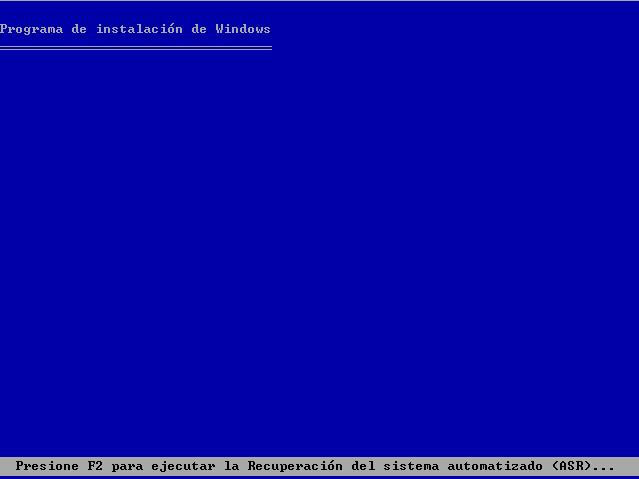 Programa de instalación de Windows
Presione F2 para ejecutar la Recuperación del sistema automatizado (ASR)...